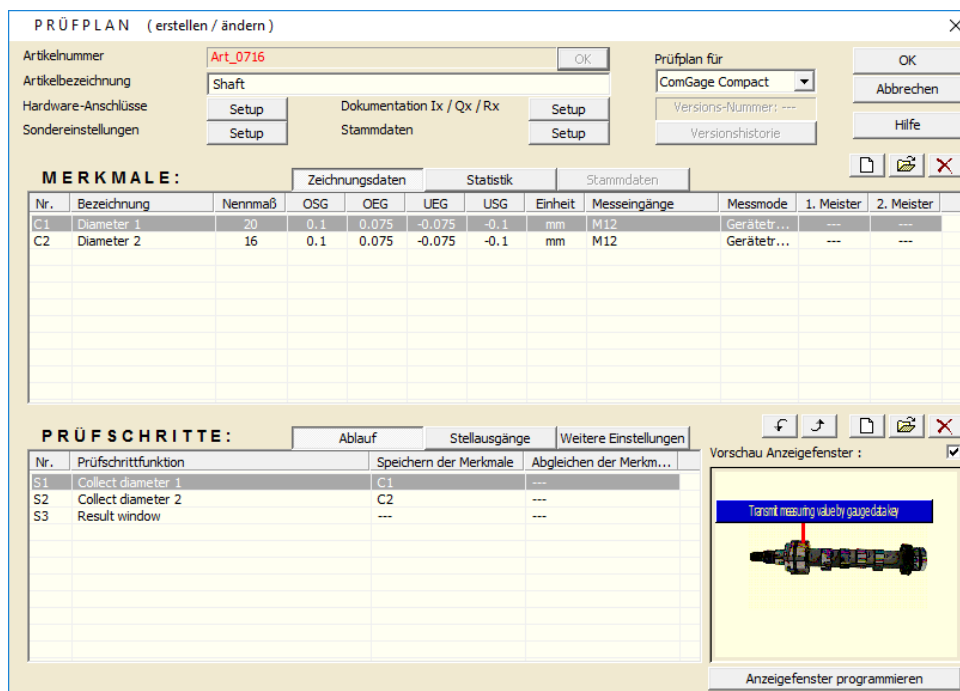 PRÜFPLAN ( erstellen / ändern )
Artikelnummer Art_0716 OK Prüfplan für OK
Artikelbezeichnung Shaft ComGage Compact Abbrechen
Hardware-Anschlüsse Setup Dokumentation Ix / Qx / Rx Setup Versions-Nummer: --- Hilfe
Sondereinstellungen Setup Stammdaten Setup Versionshistorie
MERKMALE: Zeichnungsdaten Statistik Stammdaten
Nr. Bezeichnung Nennmaß OSG OEG UEG USG Einheit Messeingänge Messmode 1. Meister 2. Meister
C1 Diameter 1 20 0.1 0.075 -0.075 -0.1 mm M12 Gerätetr... --- ---
C2 Diameter 2 16 0.1 0.075 -0.075 -0.1 mm M12 Gerätetr... --- ---
PRÜFSCHRITTE: Ablauf Stellausgänge Weitere Einstellungen
Vorschau Anzeigefenster :
Nr. Prüfschrittfunktion Speichern der Merkmale Abgleichen der Merkm...
S1 Collect diameter 1 C1 ---
S2 Collect diameter 2 C2 ---
S3 Result window --- ---
Transmit measuring value by gauge data key
Anzeigefenster programmieren